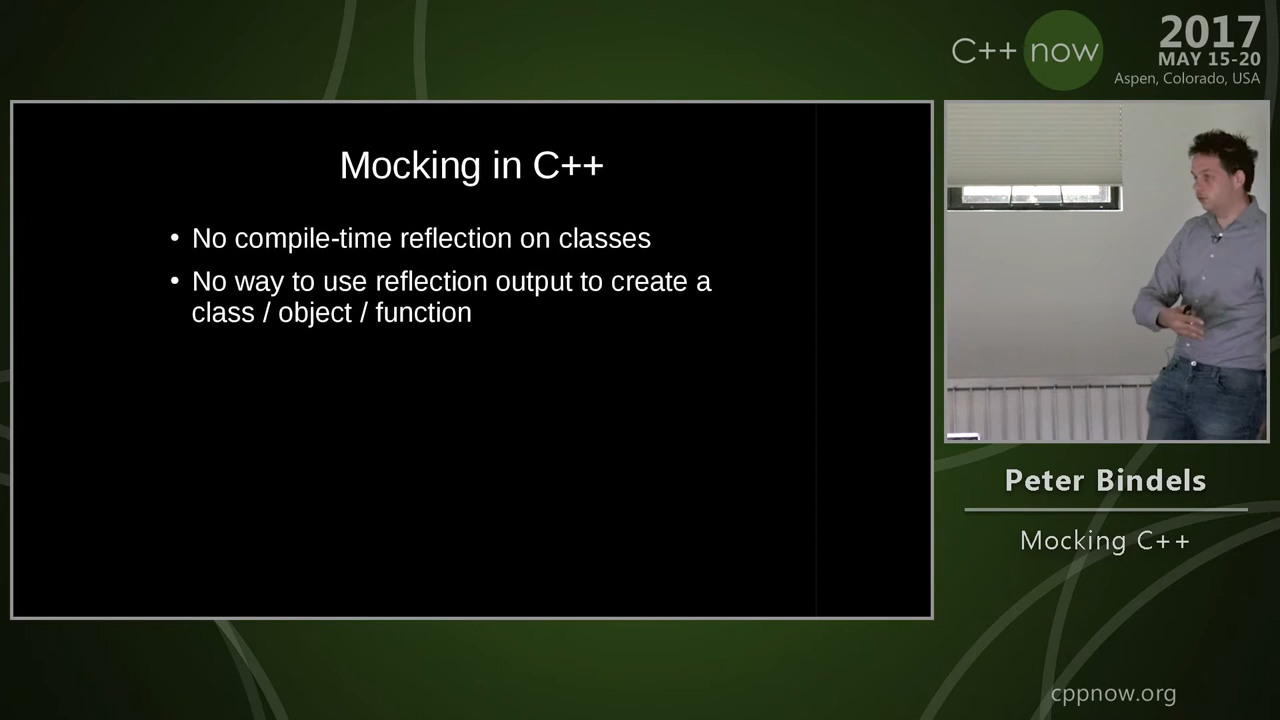 C++ now
2017
MAY 15-20
Aspen, Colorado, USA
Mocking in C++
• No compile-time reflection on classes
• No way to use reflection output to create a
class / object / function
Peter Bindels
Mocking C++
cppnow.org